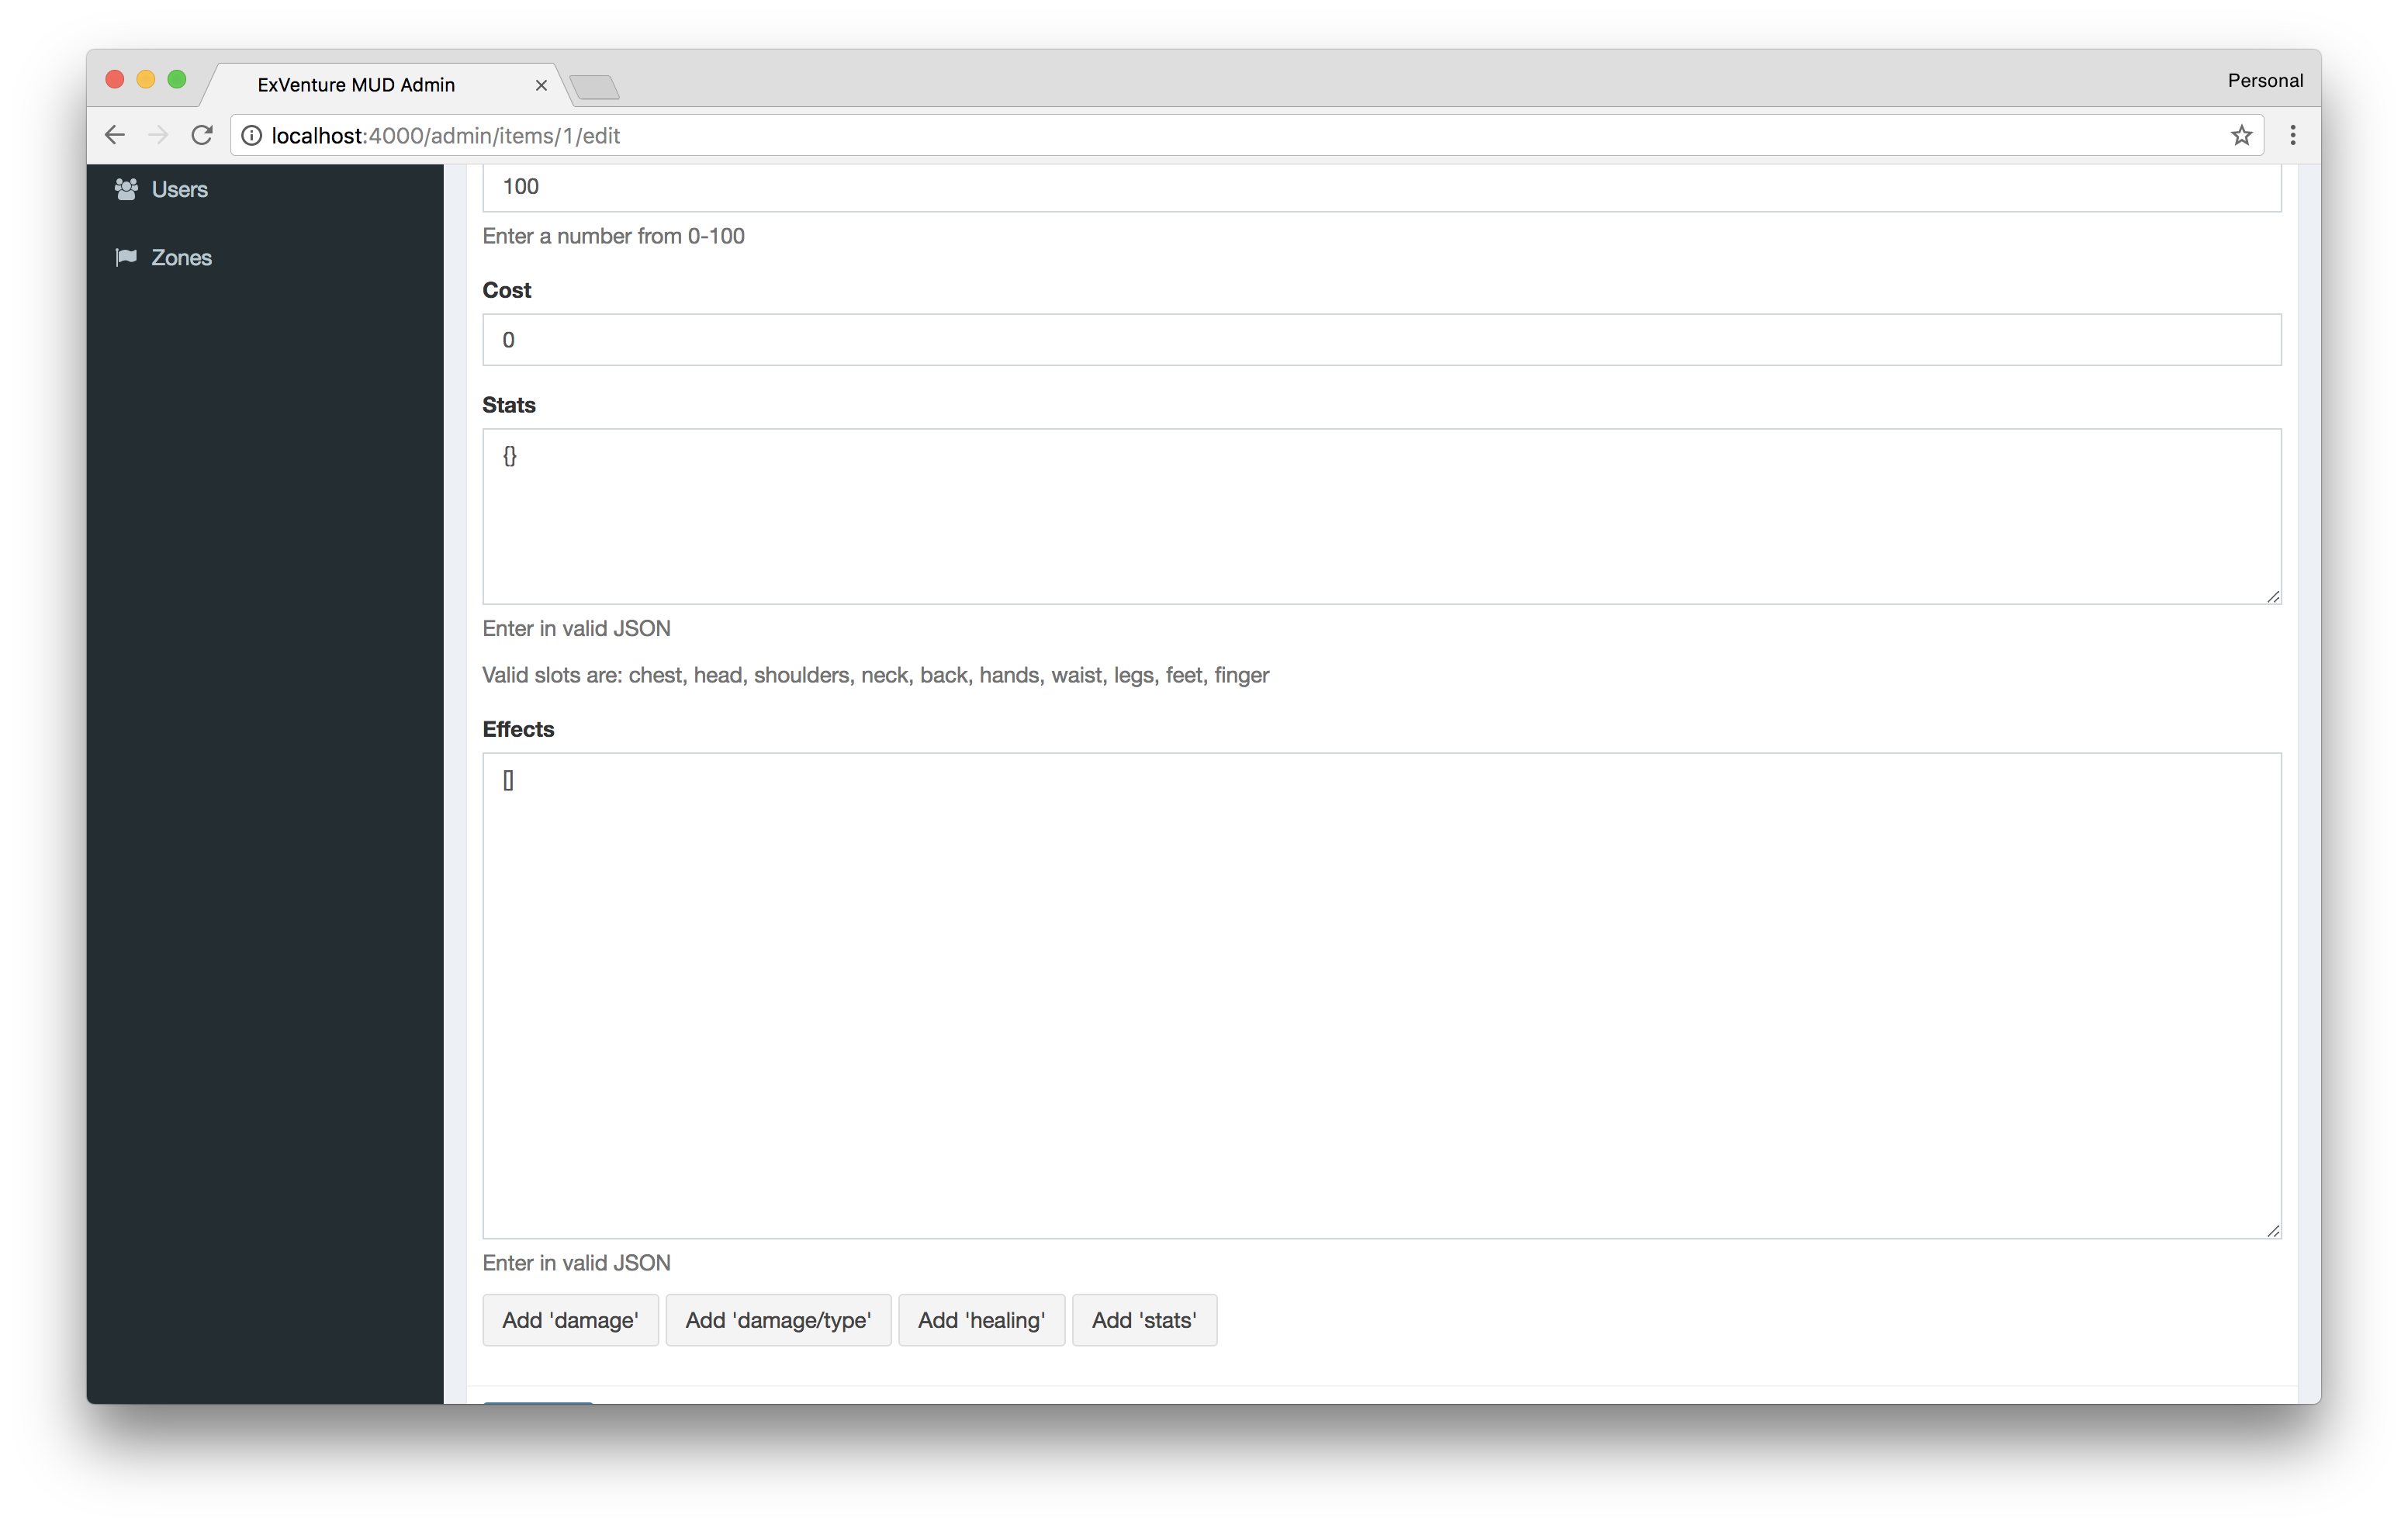 ExVenture MUD Admin
Personal
localhost:4000/admin/items/1/edit
Users
Zones
100
Enter a number from 0-100
Cost
0
Stats
{}
Enter in valid JSON
Valid slots are: chest, head, shoulders, neck, back, hands, waist, legs, feet, finger
Effects
[]
Enter in valid JSON
Add 'damage' Add 'damage/type' Add 'healing' Add 'stats'